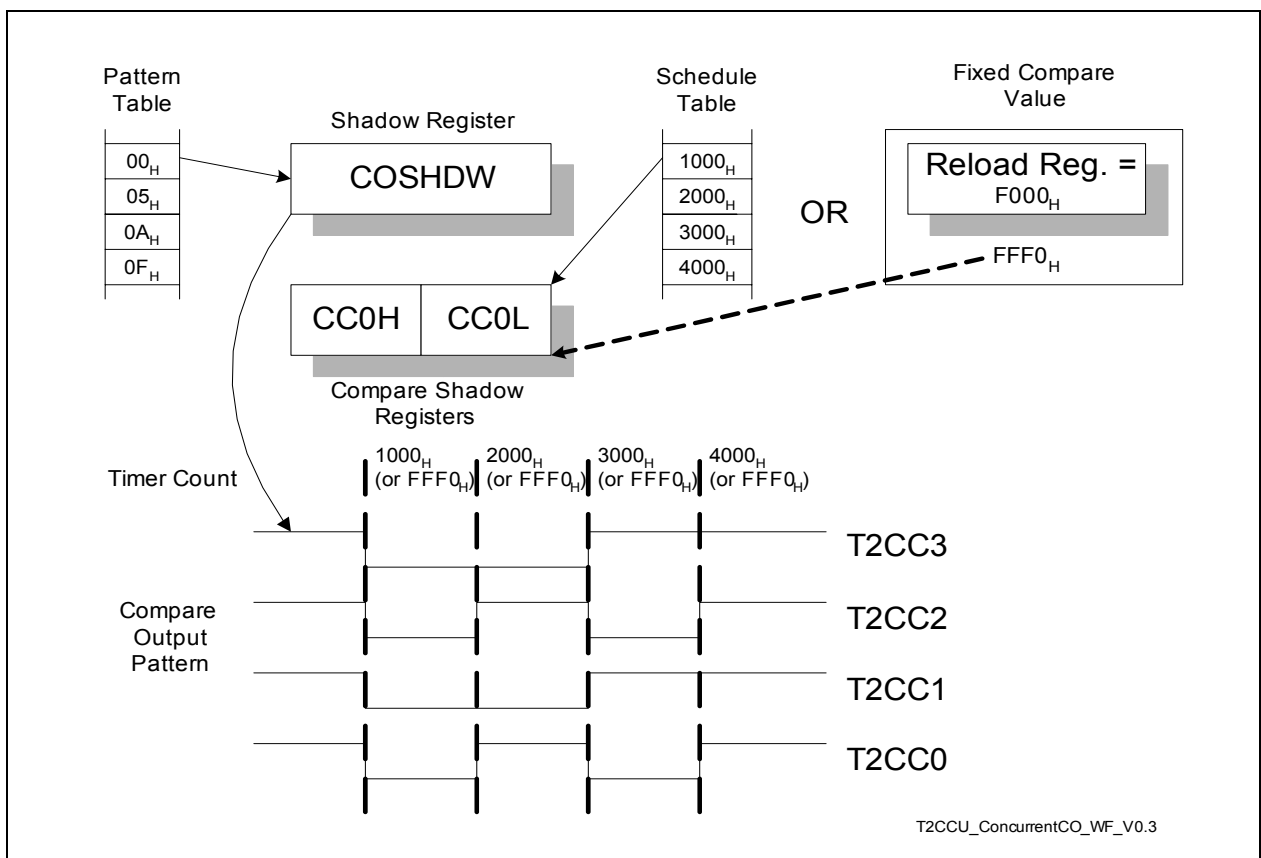 Pattern
Table
00H
05H
0AH
0FH
Shadow Register
COSHDW
CC0H CC0L
Compare Shadow
Registers
Schedule
Table
1000H
2000H
3000H
4000H
OR
Fixed Compare
Value
Reload Reg. =
F000H
FFF0H
Timer Count
1000H 2000H 3000H 4000H
(or FFF0H) (or FFF0H) (or FFF0H) (or FFF0H)
Compare
Output
Pattern
T2CC3
T2CC2
T2CC1
T2CC0
T2CCU_ConcurrentCO_WF_V0.3